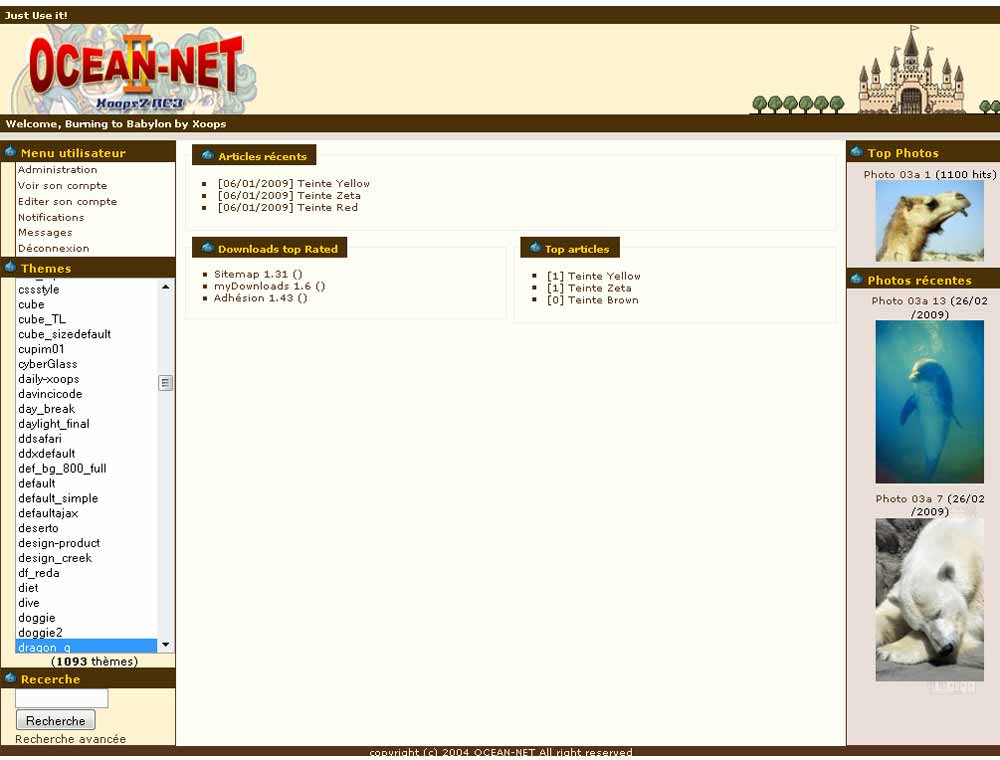 Just Use it!
OCEAN-NET
II
Xoops2 RC3
Welcome, Burning to Babylon by Xoops
Menu utilisateur
Administration
Voir son compte
Editer son compte
Notifications
Messages
Déconnexion
Themes
cssstyle
cube
cube_TL
cube_sizedefault
cupim01
cyberGlass
daily-xoops
davincicode
day_break
daylight_final
ddsafari
ddxdefault
def_bg_800_full
default
default_simple
defaultajax
deserto
design-product
design_creek
df_reda
diet
dive
doggie
doggie2
dragon_g
(1093 thèmes)
Recerche
Recherche
Recherche avancée
Articles récents
[06/01/2009] Teinte Yellow
[06/01/2009] Teinte Zeta
[06/01/2009] Teinte Red
Downloads top Rated
Sitemap 1.31 ()
myDownloads 1.6 ()
Adhésion 1.43 ()
Top articles
[1] Teinte Yellow
[1] Teinte Zeta
[0] Teinte Brown
Top Photos
Photo 03a 1 (1100 hits)
Photos récentes
Photo 03a 13 (26/02
/2009)
Photo 03a 7 (26/02
/2009)
copyright (c) 2004 OCEAN-NET All right reserved